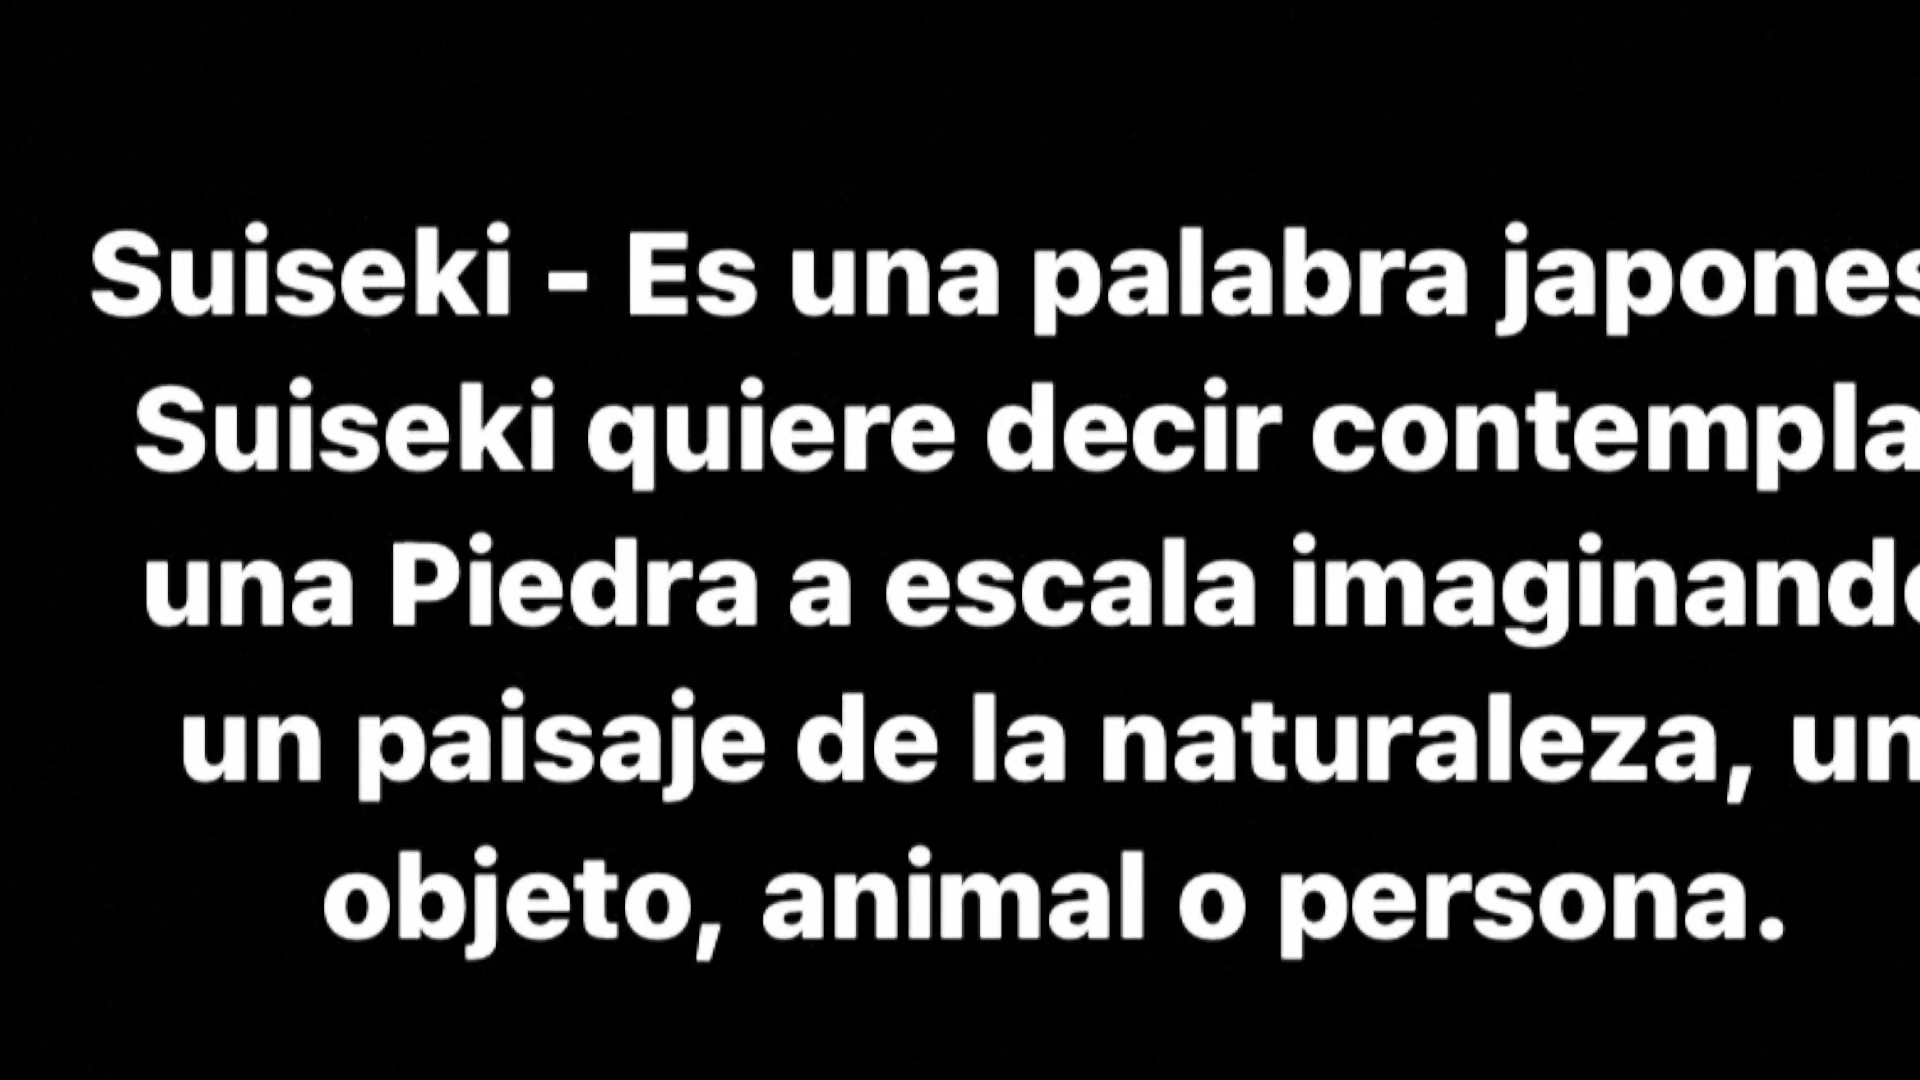 Suiseki - Es una palabra japones
Suiseki quiere decir contempla
una Piedra a escala imaginando
un paisaje de la naturaleza, un
objeto, animal o persona.